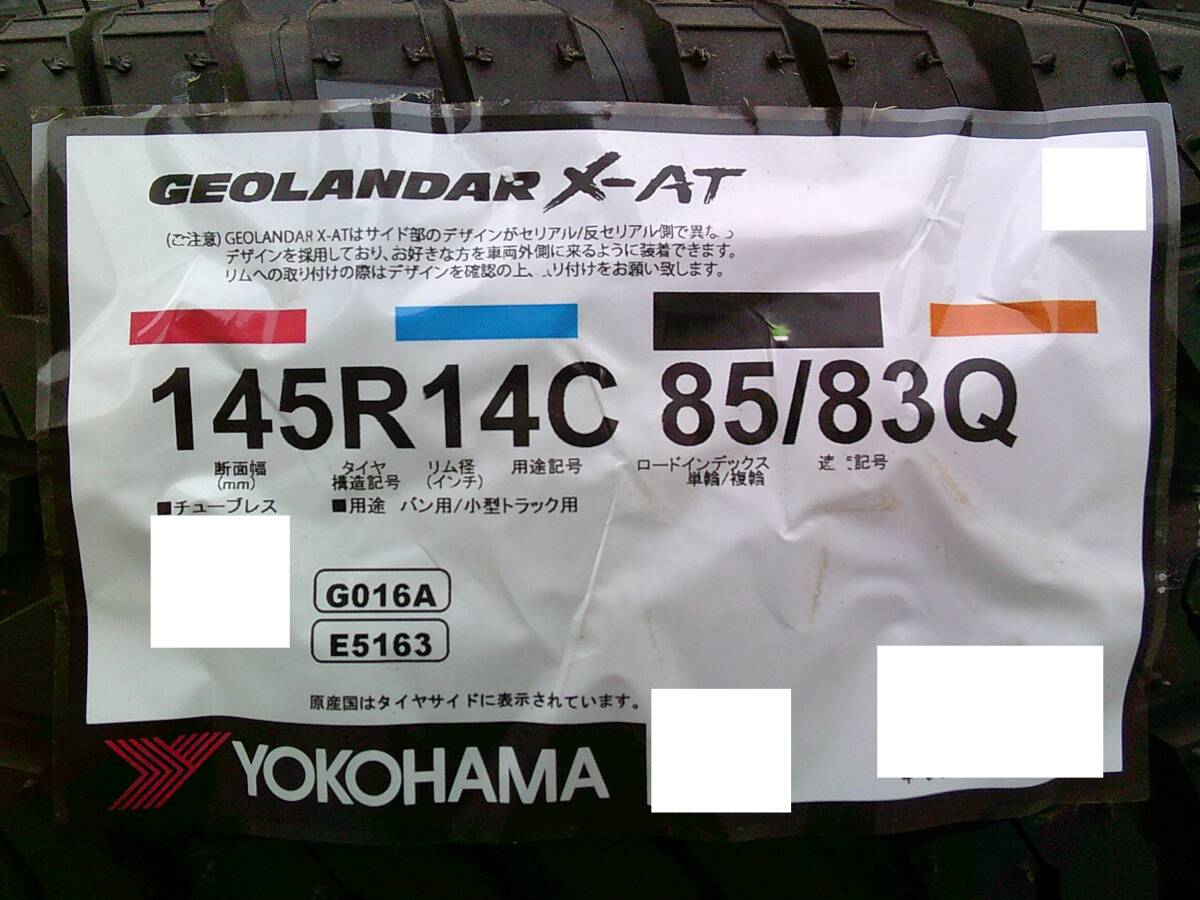 GEOLANDAR X-AT
(ご注意) GEOLANDAR X-ATはサイド部のデザインがセリアル/反セリアル側で異な
デザインを採用しており、お好きな方を車両外側に来るように装着できます。
リムへの取り付けの際はデザインを確認の上、り付けをお願い致します。
145R14C 85/83Q
断面幅 タイヤ リム径 用途記号 ロードインデックス 記号
(mm) 構造記号 (インチ) 単輪/複輪
■チューブレス ■用途 バン用/小型トラック用
G016A
E5163
原産国はタイヤサイドに表示されています。
YOKOHAMA